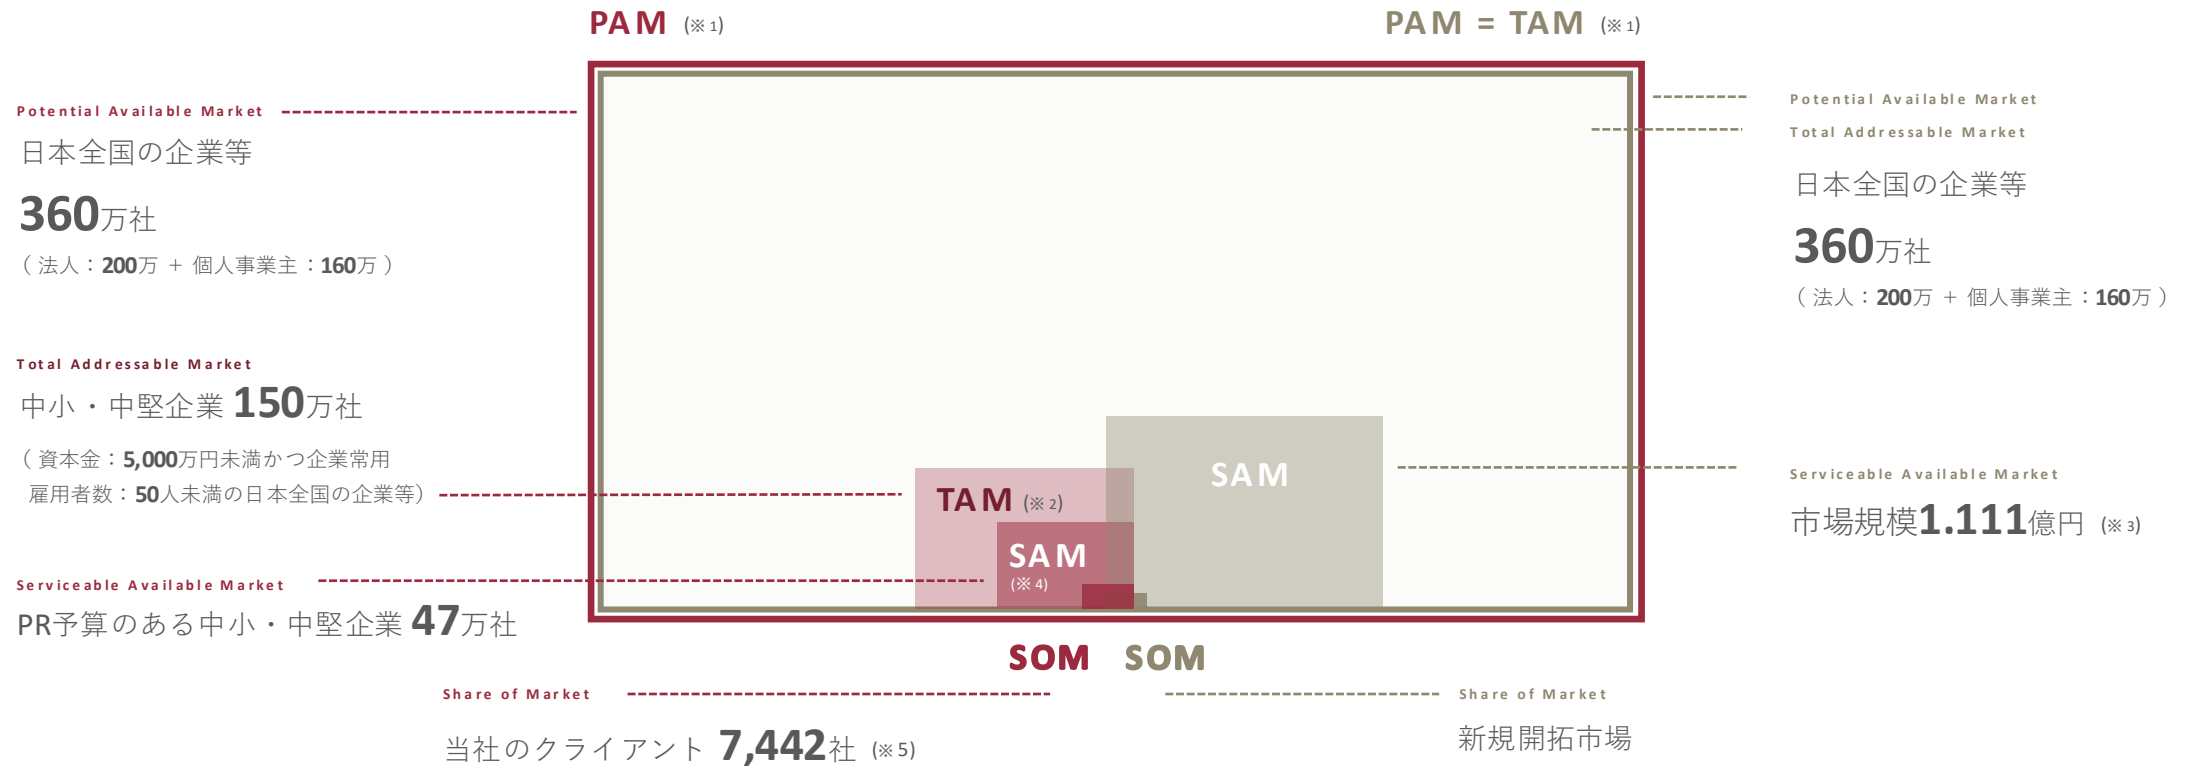 PAM (※1)
PAM = TAM (※1)
Potential Available Market
日本全国の企業等
360万社
（ 法人：200万 + 個人事業主：160万 ）
Total Addressable Market
中小・中堅企業 150万社
（ 資本金：5,000万円未満かつ企業常用
雇用者数：50人未満の日本全国の企業等）
Serviceable Available Market
PR予算のある中小・中堅企業 47万社
TAM (※2)
SAM
(※4)
SAM
Potential Available Market
Total Addressable Market
日本全国の企業等
360万社
（ 法人：200万 + 個人事業主：160万 ）
Serviceable Available Market
市場規模1.111億円 (※3)
SOM
SOM
Share of Market
当社のクライアント 7,442社 (※5)
Share of Market
新規開拓市場